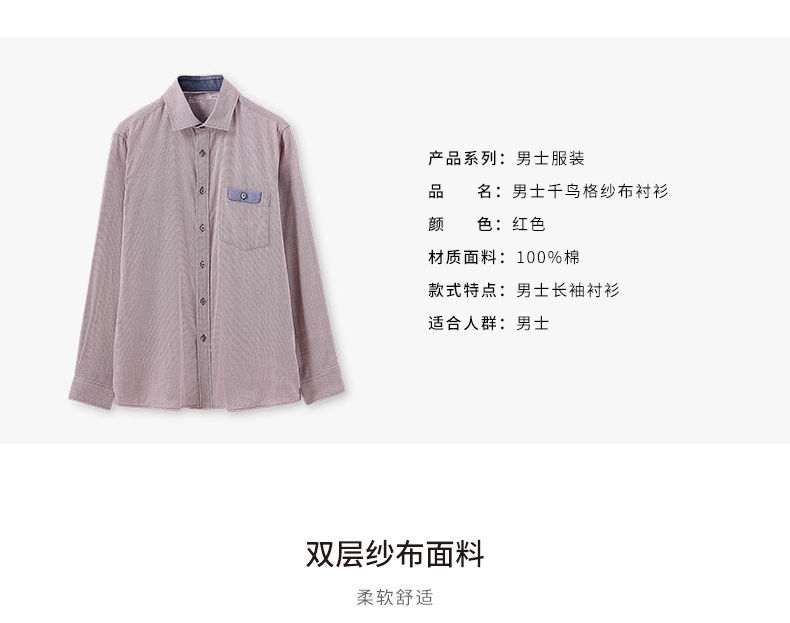 产品系列：男士服装
品　　名：男士千鸟格纱布衬衫
颜　　色：红色
材质面料：100%棉
款式特点：男士长袖衬衫
适合人群：男士
双层纱布面料
柔软舒适